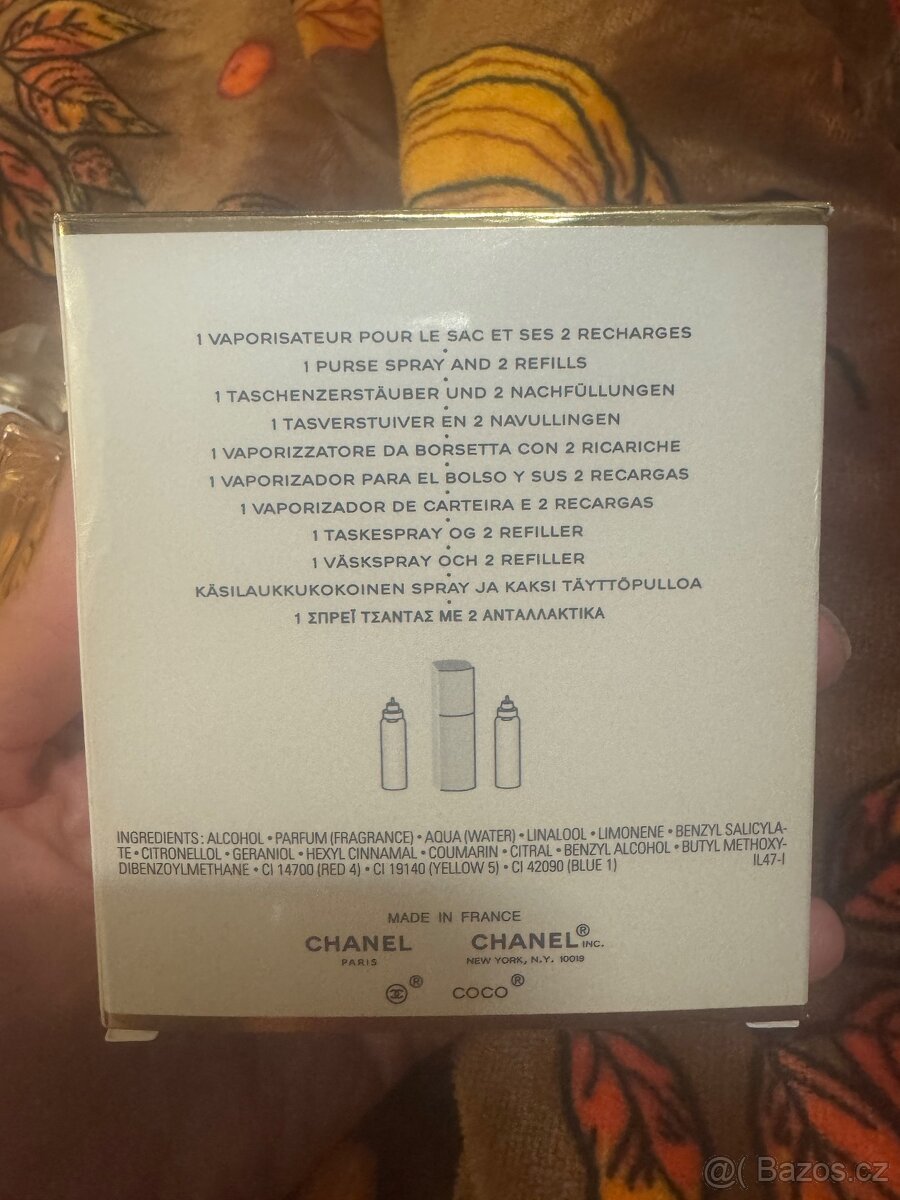 1 VAPORISATEUR POUR LE SAC ET SES 2 RECHARGES
•
1 PURSE SPRAY AND 2 REFILLS
•
1 TASCHENZERSTÄUBER UND 2 NACHFÜLLUNGEN
•
1 TASVERSTUIVER EN 2 NAVULLINGEN
•
1 VAPORIZZATORE DA BORSETTA CON 2 RICARICHE
•
1 VAPORIZADOR PARA EL BOLSO Y SUS 2 RECARGAS
•
1 VAPORIZADOR DE CARTEIRA E 2 RECARGAS
•
1 TASKESPRAY OG 2 REFILLER
•
1 VÄSKSPRAY OCH 2 REFILLER
•
KÄSILAUKKUKOKOINEN SPRAY JA KAKSI TÄYTTÖPULLOA
•
1 ΣΠΡΕΪ ΤΣΑΝΤΑΣ ΜΕ 2 ΑΝΤΑΛΛΑΚΤΙΚΑ
INGREDIENTS: ALCOHOL • PARFUM (FRAGRANCE) • AQUA (WATER) • LINALOOL • LIMONENE • BENZYL SALICYLA-
TE • CITRONELLOL • GERANIOL • HEXYL CINNAMAL • COUMARIN • CITRAL • BENZYL ALCOHOL • BUTYL METHOXY-
DIBENZOYLMETHANE • CI 14700 (RED 4) • CI 19140 (YELLOW 5) • CI 42090 (BLUE 1) IL47-I
MADE IN FRANCE
CHANEL CHANEL® INC.
PARIS NEW YORK, N.Y. 10019
® COCO®
@( Bazos.cz